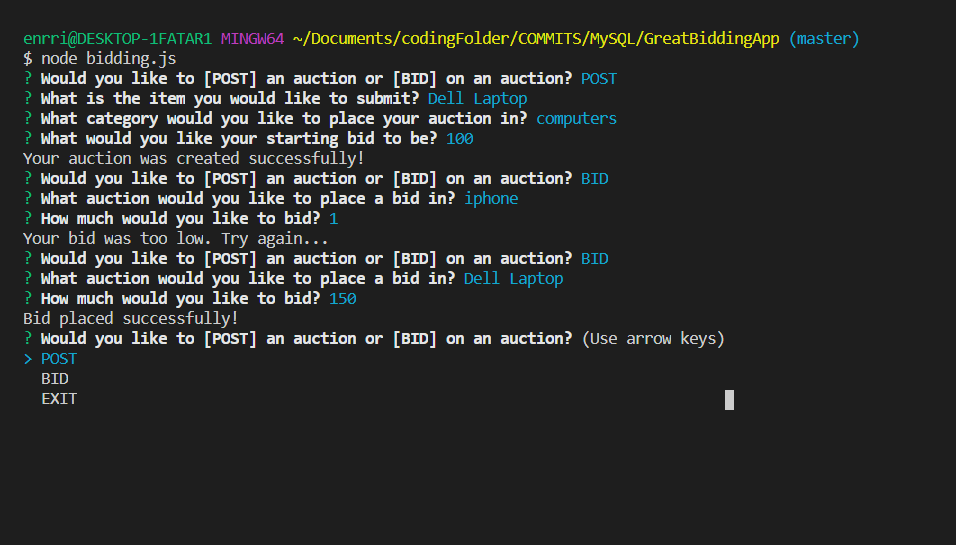 enrri@DESKTOP-1FATAR1 MINGW64 ~/Documents/codingFolder/COMMITS/MySQL/GreatBiddingApp (master)
$ node bidding.js
? Would you like to [POST] an auction or [BID] on an auction? POST
? What is the item you would like to submit? Dell Laptop
? What category would you like to place your auction in? computers
? What would you like your starting bid to be? 100
Your auction was created successfully!
? Would you like to [POST] an auction or [BID] on an auction? BID
? What auction would you like to place a bid in? iphone
? How much would you like to bid? 1
Your bid was too low. Try again...
? Would you like to [POST] an auction or [BID] on an auction? BID
? What auction would you like to place a bid in? Dell Laptop
? How much would you like to bid? 150
Bid placed successfully!
? Would you like to [POST] an auction or [BID] on an auction? (Use arrow keys)
> POST
  BID
  EXIT